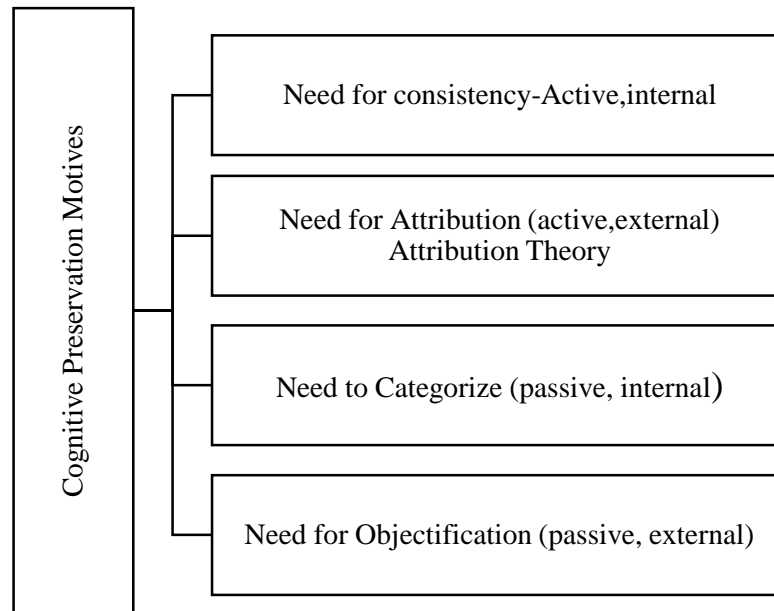 Cognitive Preservation Motives
Need for consistency-Active,internal
Need for Attribution (active,external)
Attribution Theory
Need to Categorize (passive, internal)
Need for Objectification (passive, external)